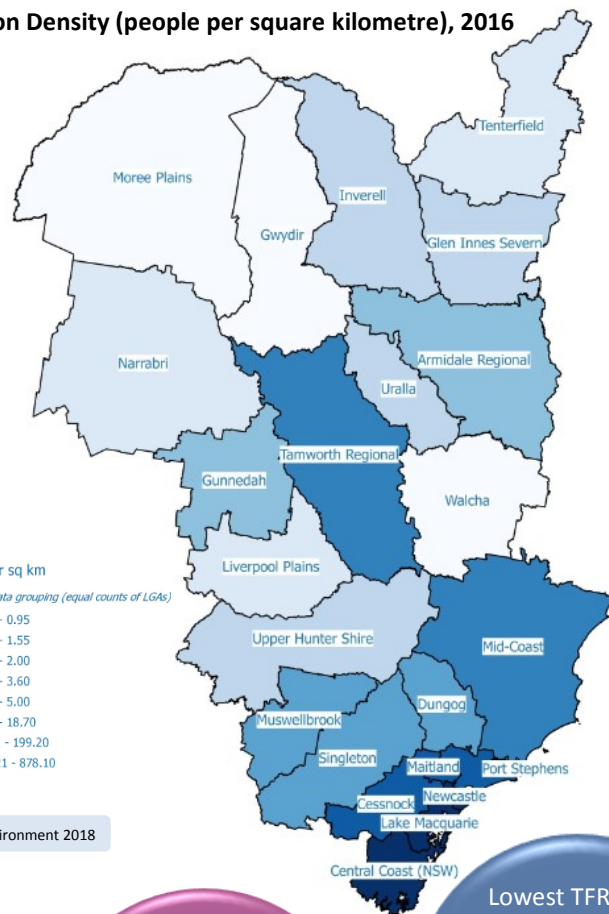 on Density (people per square kilometre), 2016
Tenterfield
Moree Plains
Inverell
Gwydir
Glen Innes Severn
Narrabri
Armidale Regional
Uralla
Tamworth Regional
Gunnedah
Walcha
Liverpool Plains
r sq km
ata grouping (equal counts of LGAs)
- 0.95
- 1.55
- 2.00
- 3.60
- 5.00
- 18.70
- 199.20
1 - 878.10
Upper Hunter Shire
Mid-Coast
Dungog
Muswellbrook
Singleton
Maitland
Port Stephens
Cessnock
Newcastle
Lake Macquarie
ironment 2018
Central Coast (NSW)
Lowest TFR